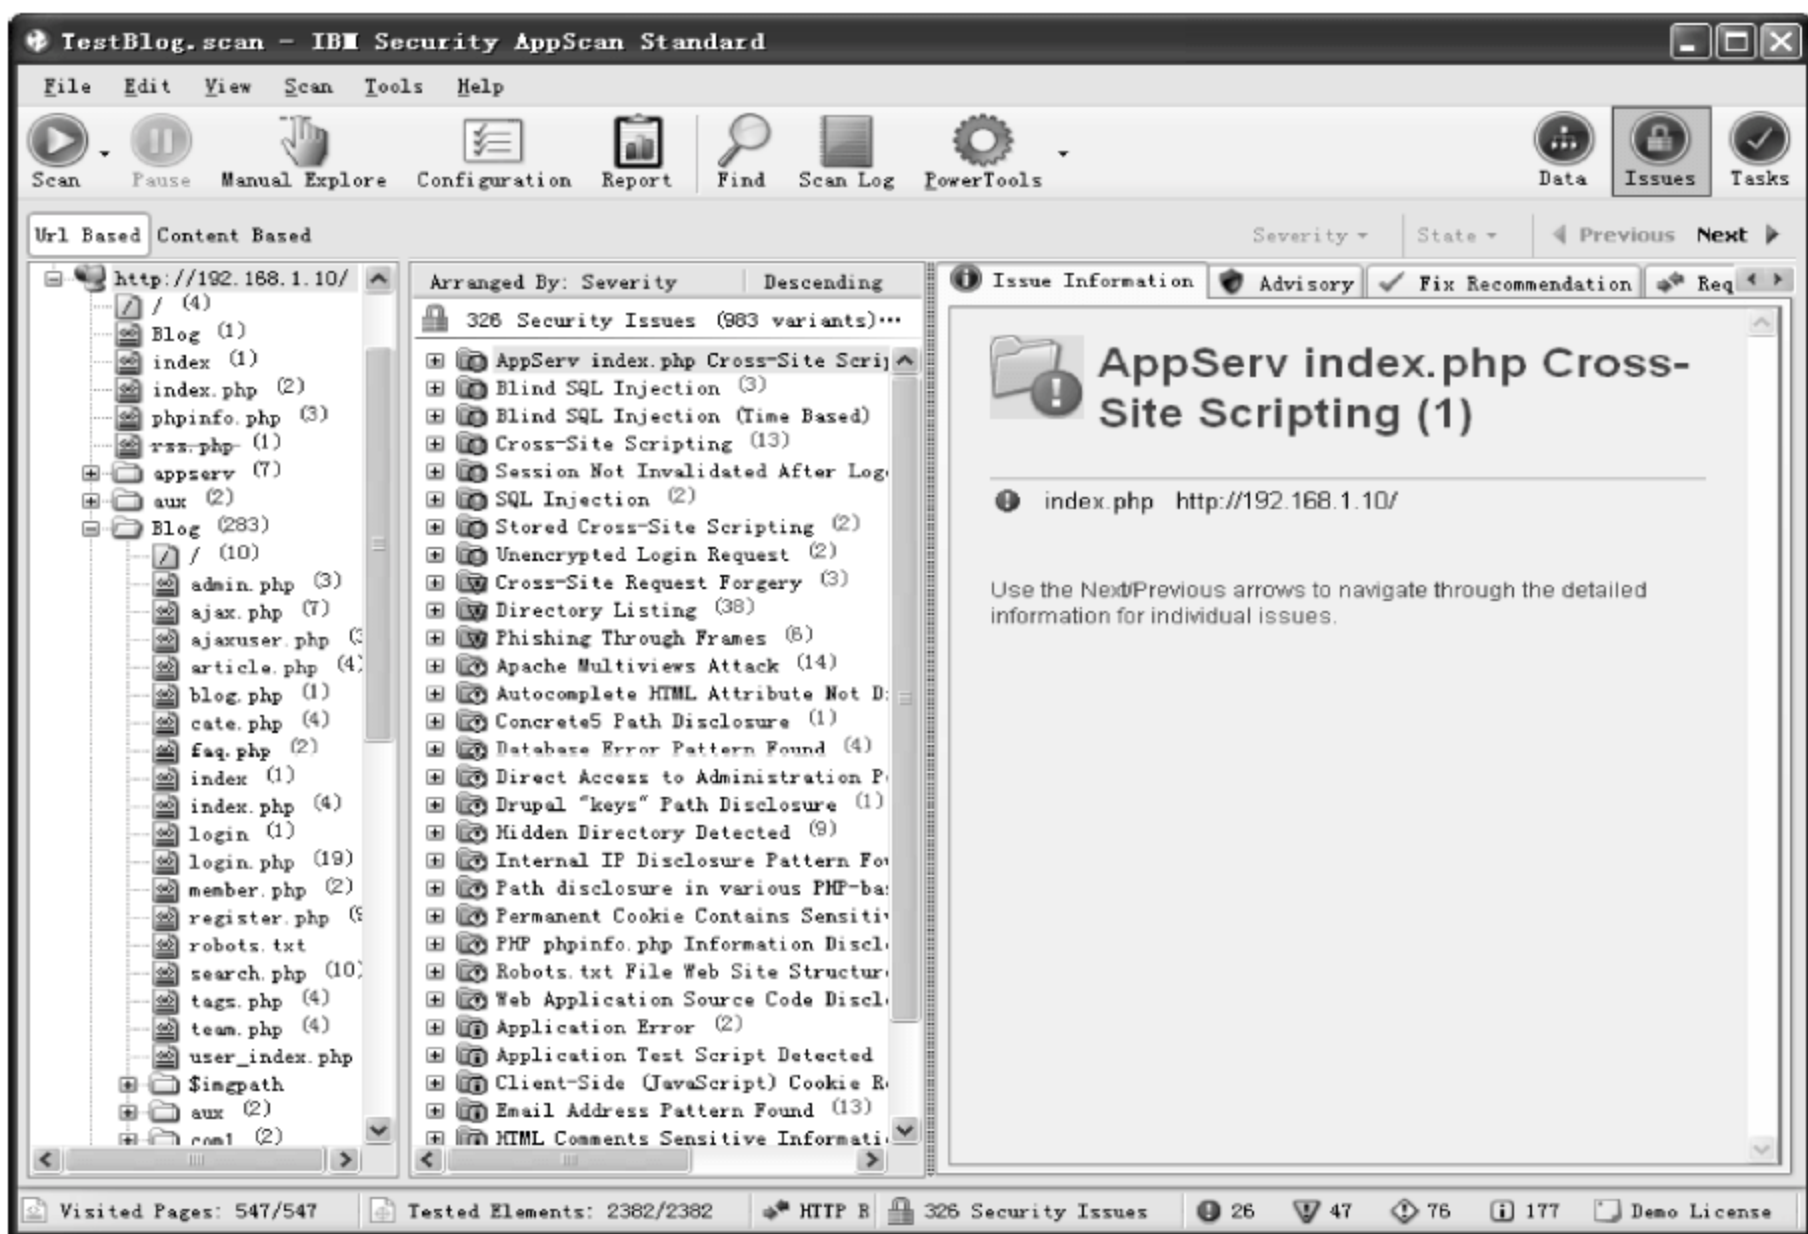 TestBlog.scan - IBM Security AppScan Standard
File Edit View Scan Tools Help
Scan Pause Manual Explore Configuration Report Find Scan Log PowerTools Data Issues Tasks
Url Based Content Based Severity State Previous Next
http://192.168.1.10/
/ (4)
Blog (1)
index (1)
index.php (2)
phpinfo.php (3)
rss.php (1)
appserv (7)
aux (2)
Blog (283)
/ (10)
admin.php (3)
ajax.php (7)
ajaxuser.php
article.php (4)
blog.php (1)
cate.php (4)
faq.php (2)
index (1)
index.php (4)
login (1)
login.php (19)
member.php (2)
register.php
robots.txt
search.php (10)
tags.php (4)
team.php (4)
user_index.php
$imgpath
aux (2)
com1 (2)
Arranged By: Severity Descending
326 Security Issues (983 variants)...
AppServ index.php Cross-Site Scrip
Blind SQL Injection (3)
Blind SQL Injection (Time Based)
Cross-Site Scripting (13)
Session Not Invalidated After Log
SQL Injection (2)
Stored Cross-Site Scripting (2)
Unencrypted Login Request (2)
Cross-Site Request Forgery (3)
Directory Listing (38)
Phishing Through Frames (6)
Apache Multiviews Attack (14)
Autocomplete HTML Attribute Not D
Concrete5 Path Disclosure (1)
Database Error Pattern Found (4)
Direct Access to Administration P
Drupal "keys" Path Disclosure (1)
Hidden Directory Detected (9)
Internal IP Disclosure Pattern Fo
Path disclosure in various PHP-ba
Permanent Cookie Contains Sensiti
PHP phpinfo.php Information Discl
Robots.txt File Web Site Structur
Web Application Source Code Discl
Application Error (2)
Application Test Script Detected
Client-Side (JavaScript) Cookie R
Email Address Pattern Found (13)
HTML Comments Sensitive Informati
Issue Information Advisory Fix Recommendation Req
AppServ index.php Cross-
Site Scripting (1)
index.php http://192.168.1.10/
Use the Next/Previous arrows to navigate through the detailed
information for individual issues.
Visited Pages: 547/547 Tested Elements: 2382/2382 HTTP R 326 Security Issues 26 47 76 177 Demo License